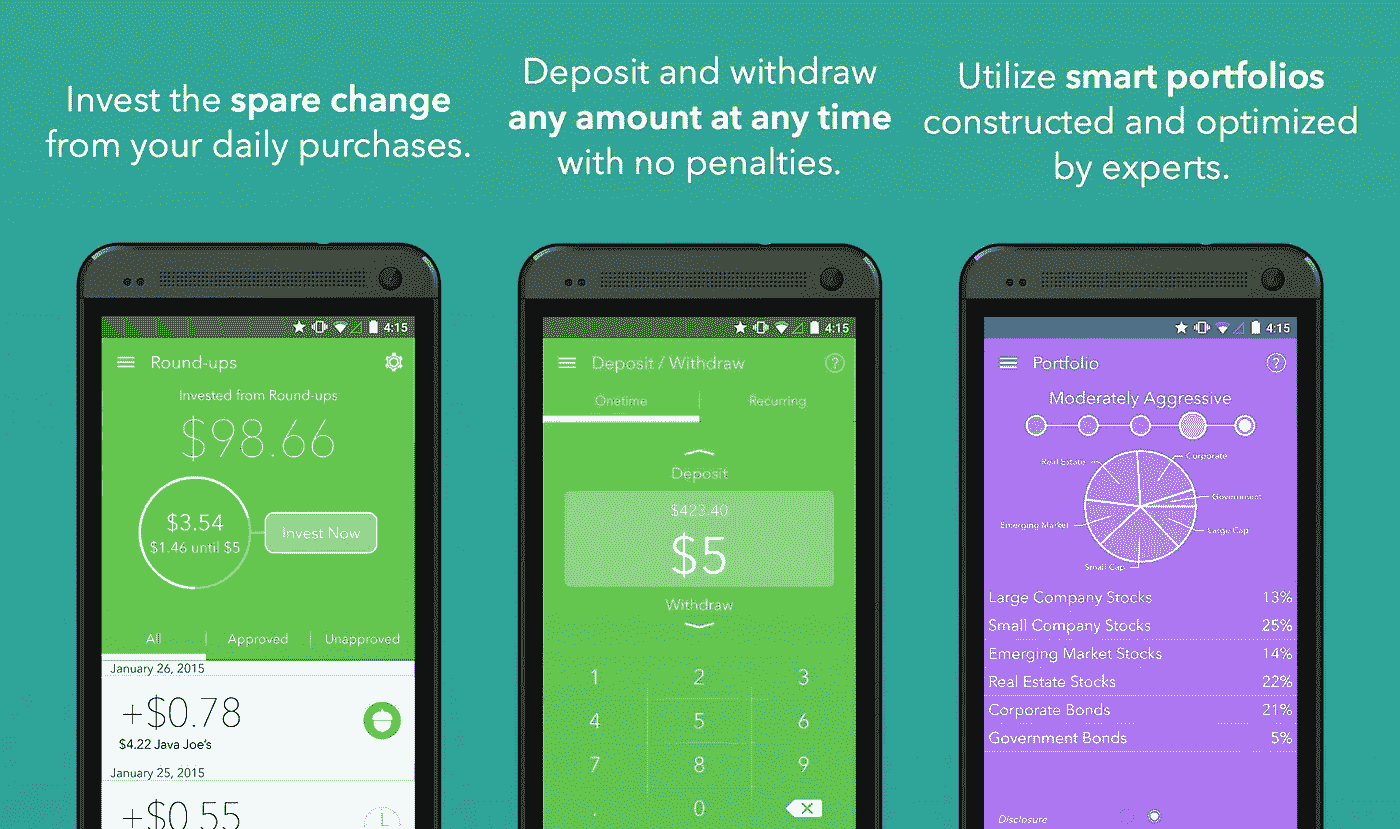 Invest the spare change
from your daily purchases.
Deposit and withdraw
any amount at any time
with no penalties.
Utilize smart portfolios
constructed and optimized
by experts.
4:15
Round-ups
Invested from Round-ups
$98.66
$3.54
$1.46 until $5
Invest Now
All
Approved
Unapproved
January 26, 2015
+$0.78
$4.22 Java Joe's
January 25, 2015
+$0.55
4:15
Deposit / Withdraw
?
Onetime
Recurring
Deposit
$423.40
$5
Withdraw
1 2 3
4 5 6
7 8 9
. 0
4:15
Portfolio
?
Moderately Aggressive
Real Estate
Corporate
Government
Emerging Market
Large Cap
Small Cap
Large Company Stocks 13%
Small Company Stocks 25%
Emerging Market Stocks 14%
Real Estate Stocks 22%
Corporate Bonds 21%
Government Bonds 5%
Disclosure